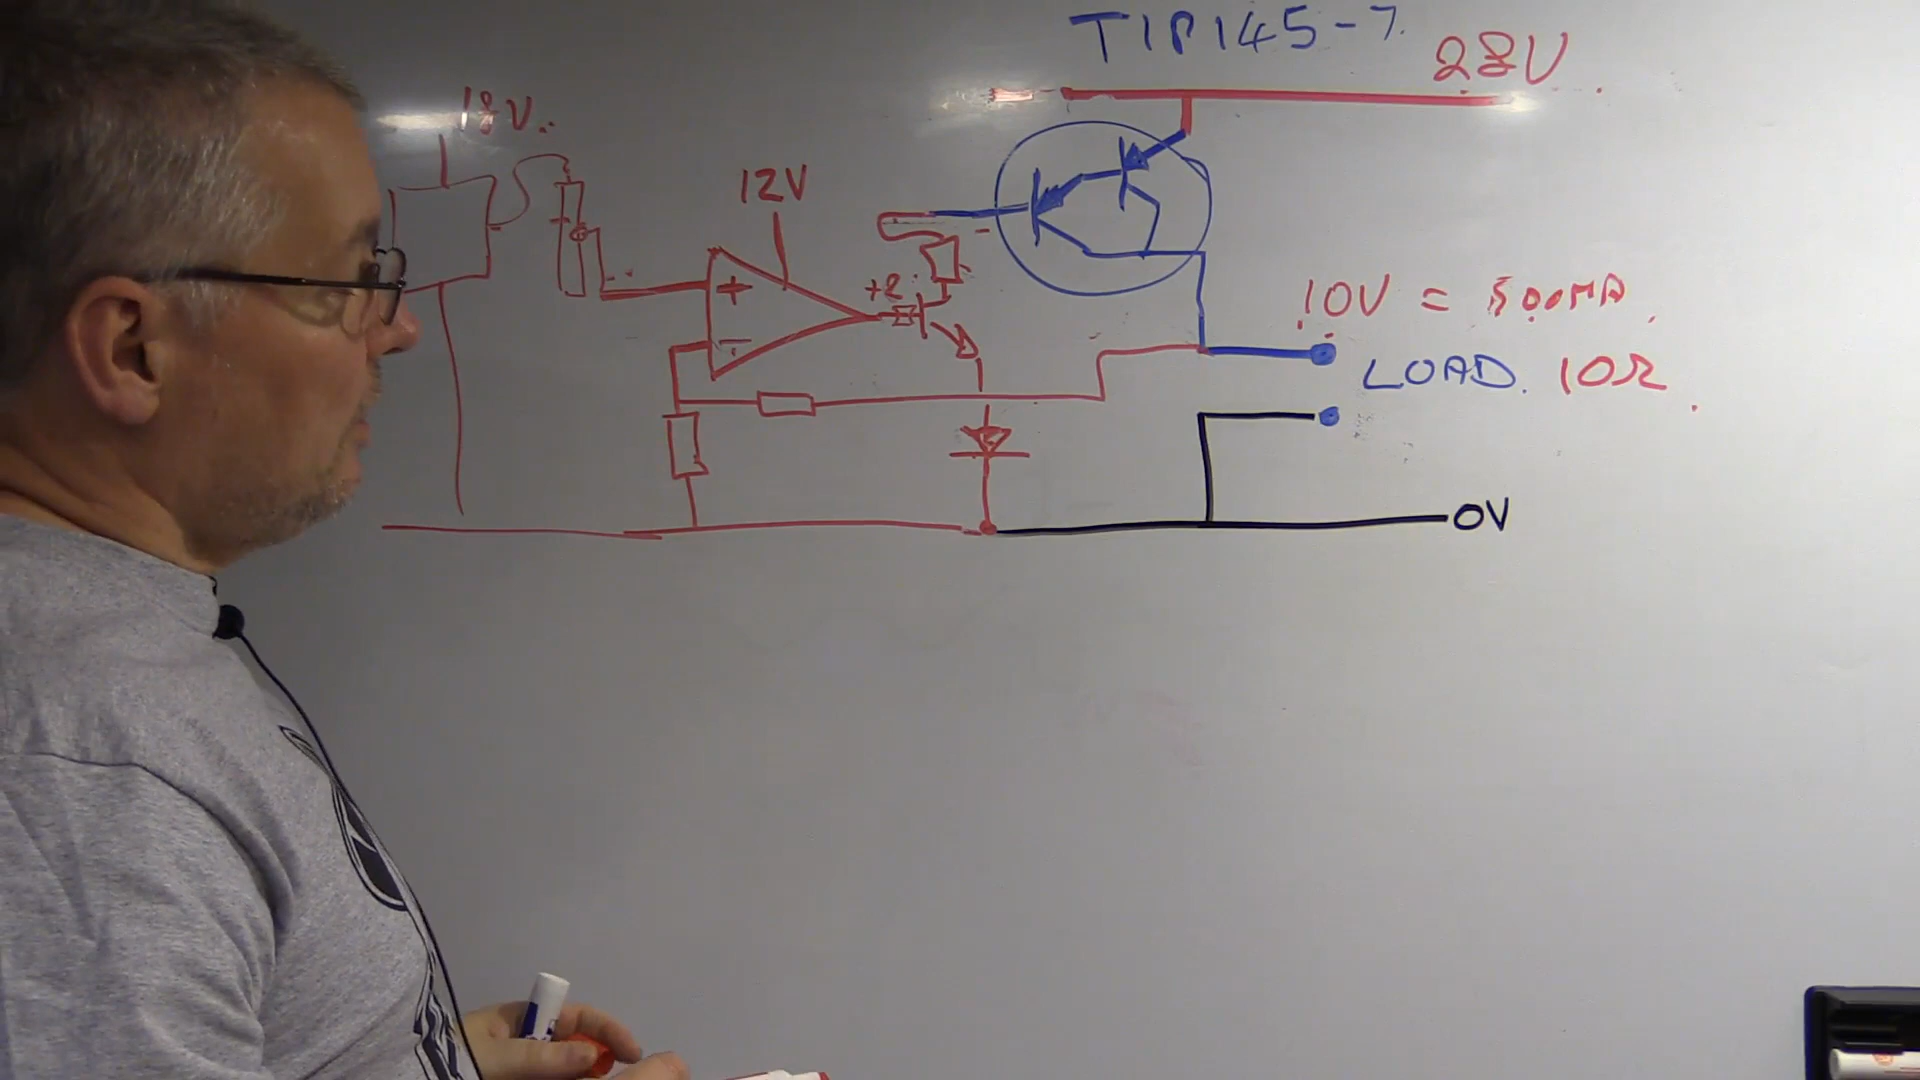 TIP145-7.
28V
18V.
12V
+
+2
10V = 500MA
LOAD. 10Ω
-
0V